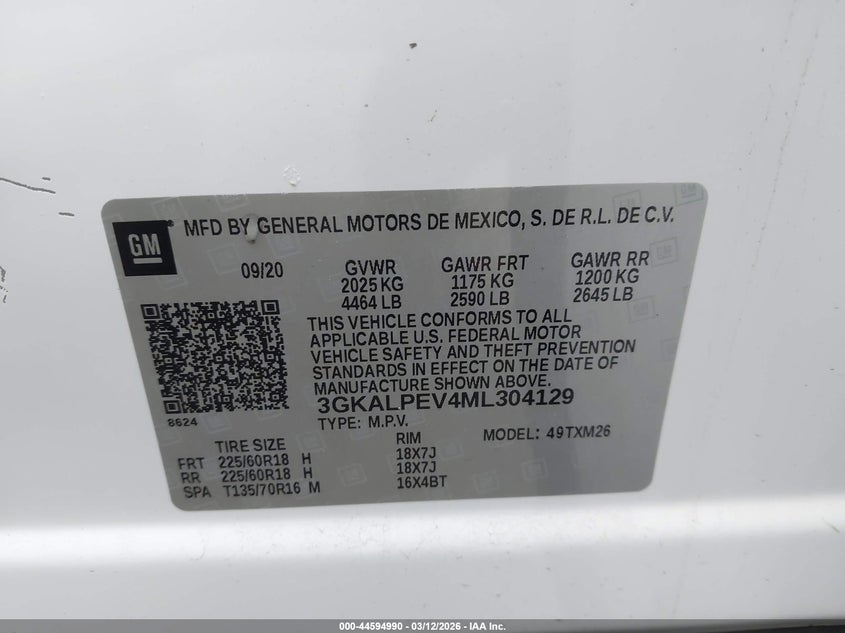 GM
MFD BY GENERAL MOTORS DE MEXICO, S. DE R.L. DE C.V.
09/20 GVWR GAWR FRT GAWR RR
2025 KG 1175 KG 1200 KG
4464 LB 2590 LB 2645 LB
THIS VEHICLE CONFORMS TO ALL
APPLICABLE U.S. FEDERAL MOTOR
VEHICLE SAFETY AND THEFT PREVENTION
STANDARDS IN EFFECT ON THE DATE OF
MANUFACTURE SHOWN ABOVE.
3GKALPEV4ML304129
8624
TYPE: M.P.V. MODEL: 49TXM26
TIRE SIZE RIM
FRT 225/60R18 H 18X7J
RR 225/60R18 H 18X7J
SPA T135/70R16 M 16X4BT
000-44594990 - 03/12/2026 - IAA Inc.